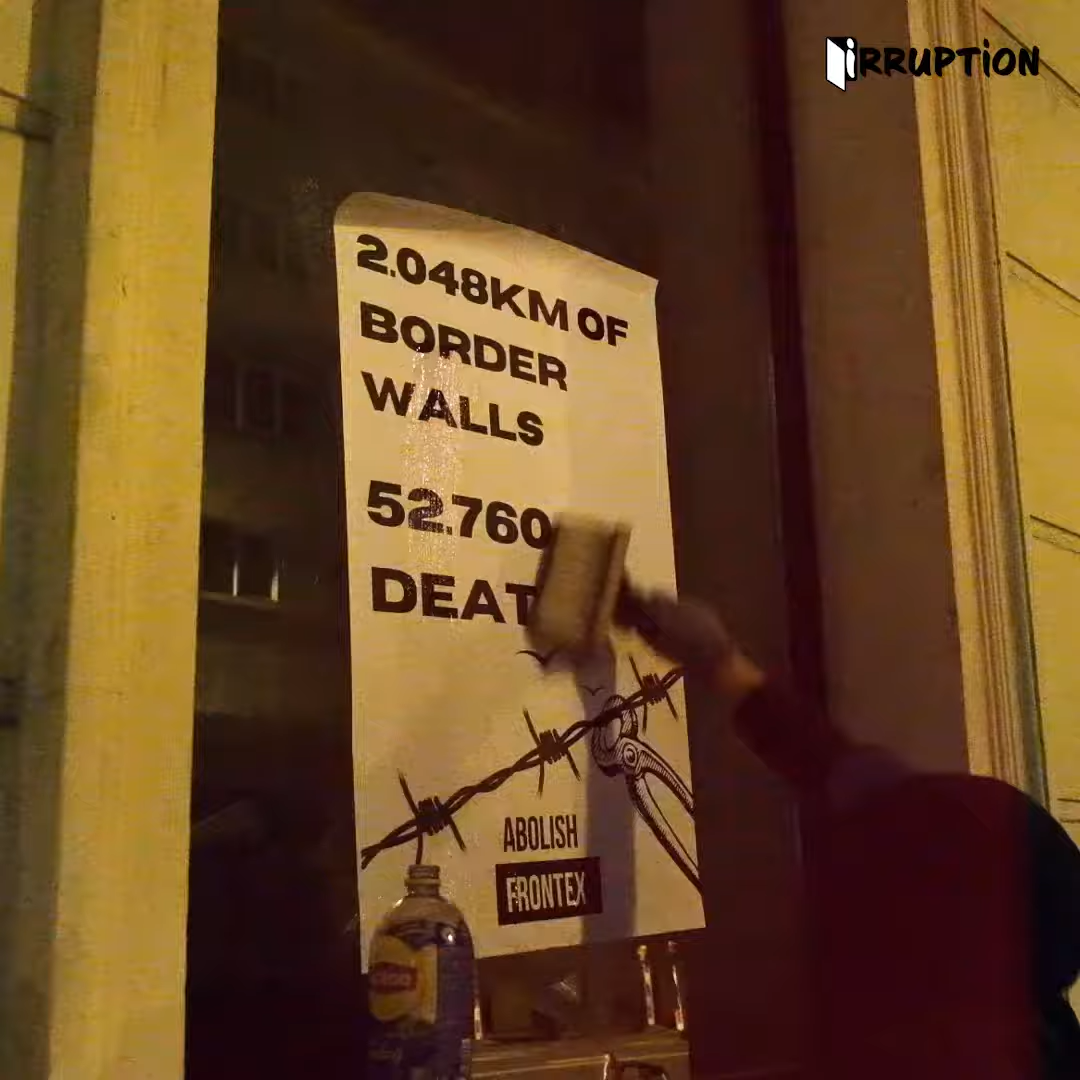 iRRUPTiON
2.048KM OF
BORDER
WALLS
52.760
ABOLISH
FRONTEX